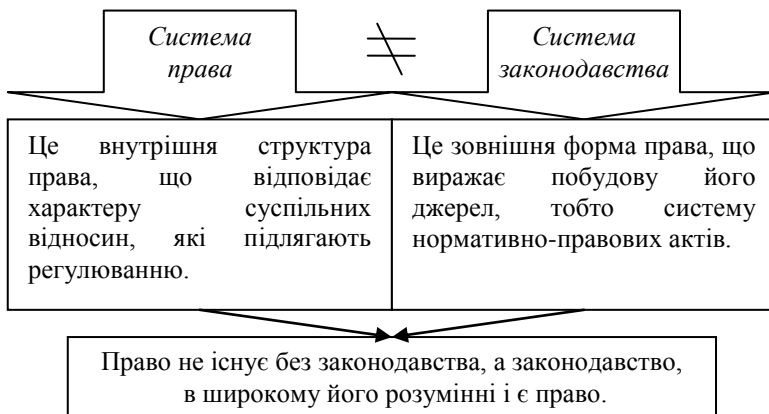 Система
права
≠
Система
законодавства
Це внутрішня структура
права, що відповідає
характеру суспільних
відносин, які підлягають
регулюванню.
Це зовнішня форма права, що
виражає побудову його
джерел, тобто систему
нормативно-правових актів.
Право не існує без законодавства, а законодавство,
в широкому його розумінні і є право.